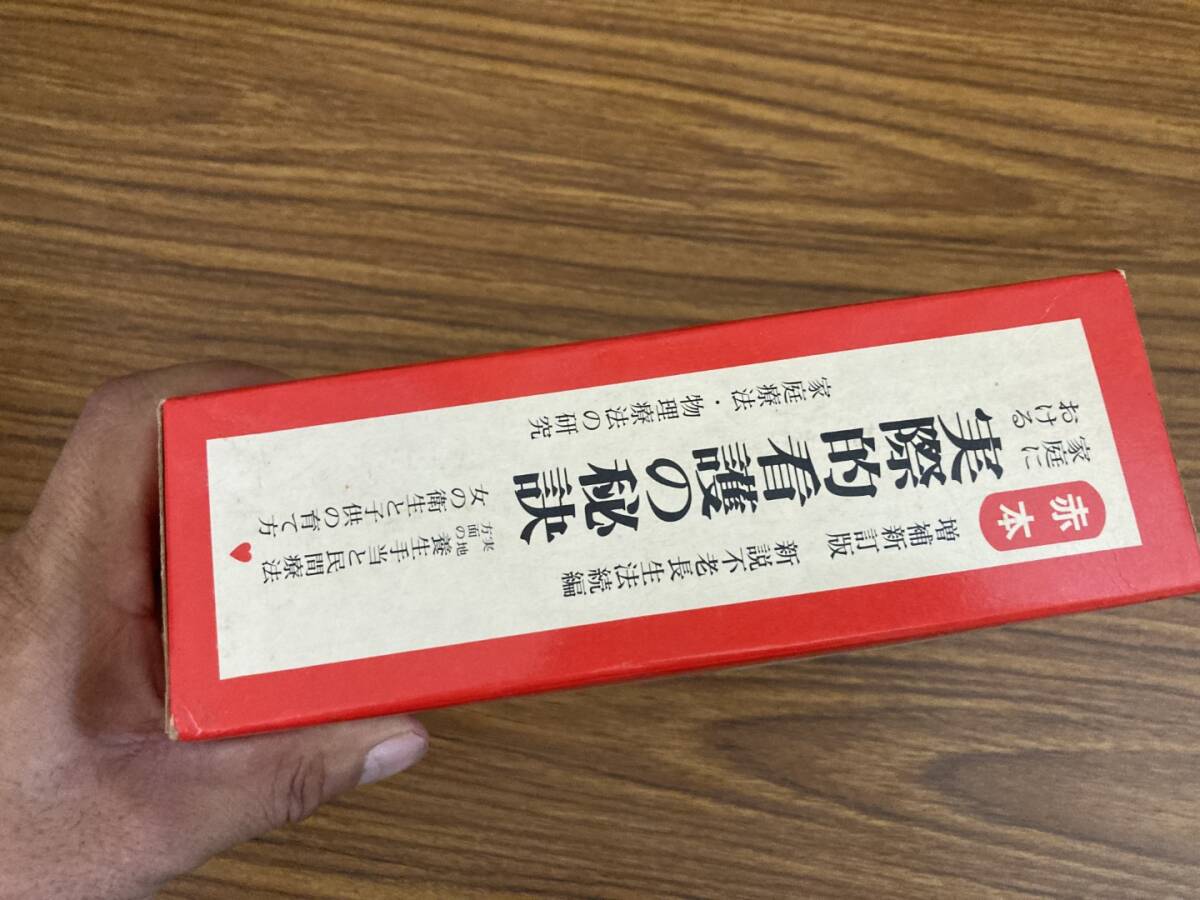 家庭に
おける
実際的看護の秘訣
赤本
家庭療法・物理療法の研究
増補新訂版
新説不老長生法続編
女の衛生と子供の育て方
実地
方面の
養生手当と民間療法